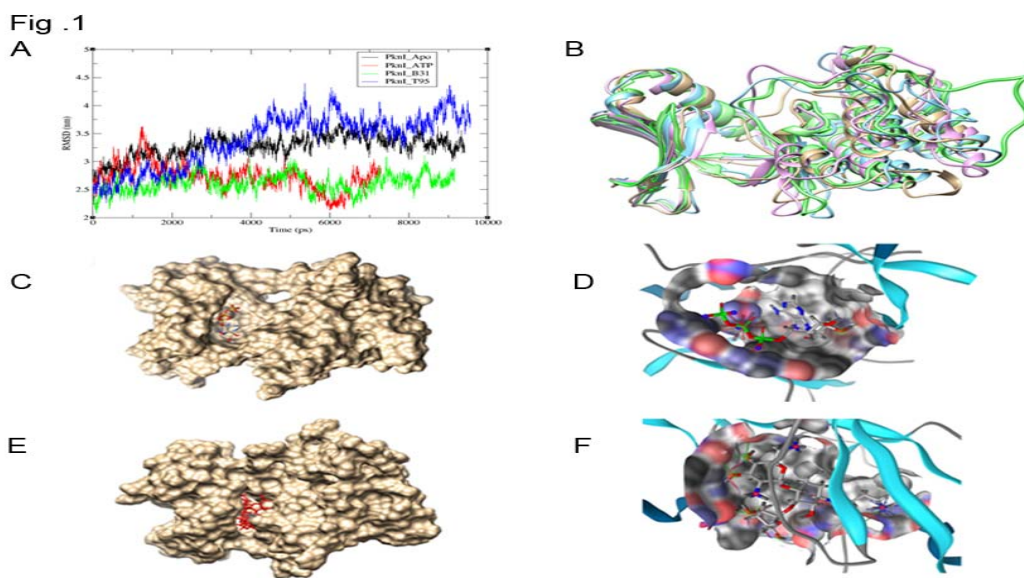 Fig .1
A
B
5
4.5
4
3.5
3
2.5
2
RMSD (nm)
PknI_Apo
PknI_ATP
PknI_B31
PknI_T95
0
2000
4000
6000
8000
10000
Time (ps)
C
D
E
F